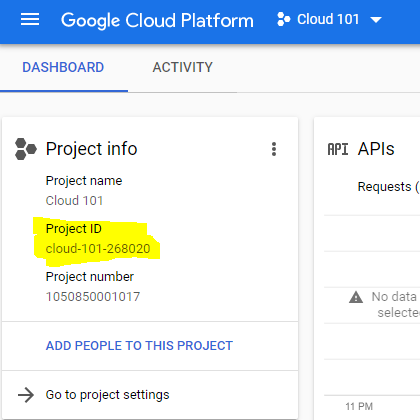 Google Cloud Platform
Cloud 101
DASHBOARD
ACTIVITY
Project info
Project name
Cloud 101
Project ID
cloud-101-268020
Project number
1050850001017
ADD PEOPLE TO THIS PROJECT
Go to project settings
API APIs
Requests (
No data
selecte
11 PM